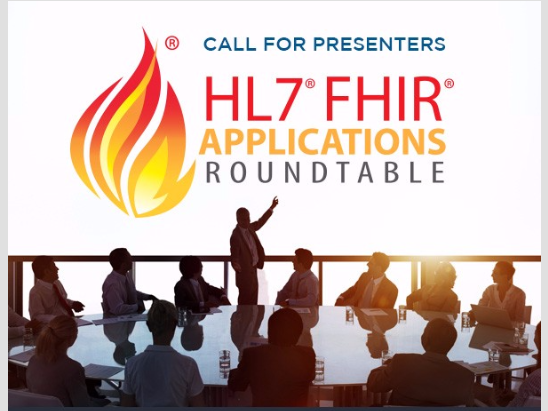 CALL FOR PRESENTERS
®
HL7® FHIR®
APPLICATIONS
ROUNDTABLE